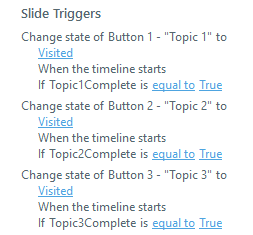 Slide Triggers
Change state of Button 1 - "Topic 1" to
Visited
When the timeline starts
If Topic1Complete is equal to True
Change state of Button 2 - "Topic 2" to
Visited
When the timeline starts
If Topic2Complete is equal to True
Change state of Button 3 - "Topic 3" to
Visited
When the timeline starts
If Topic3Complete is equal to True